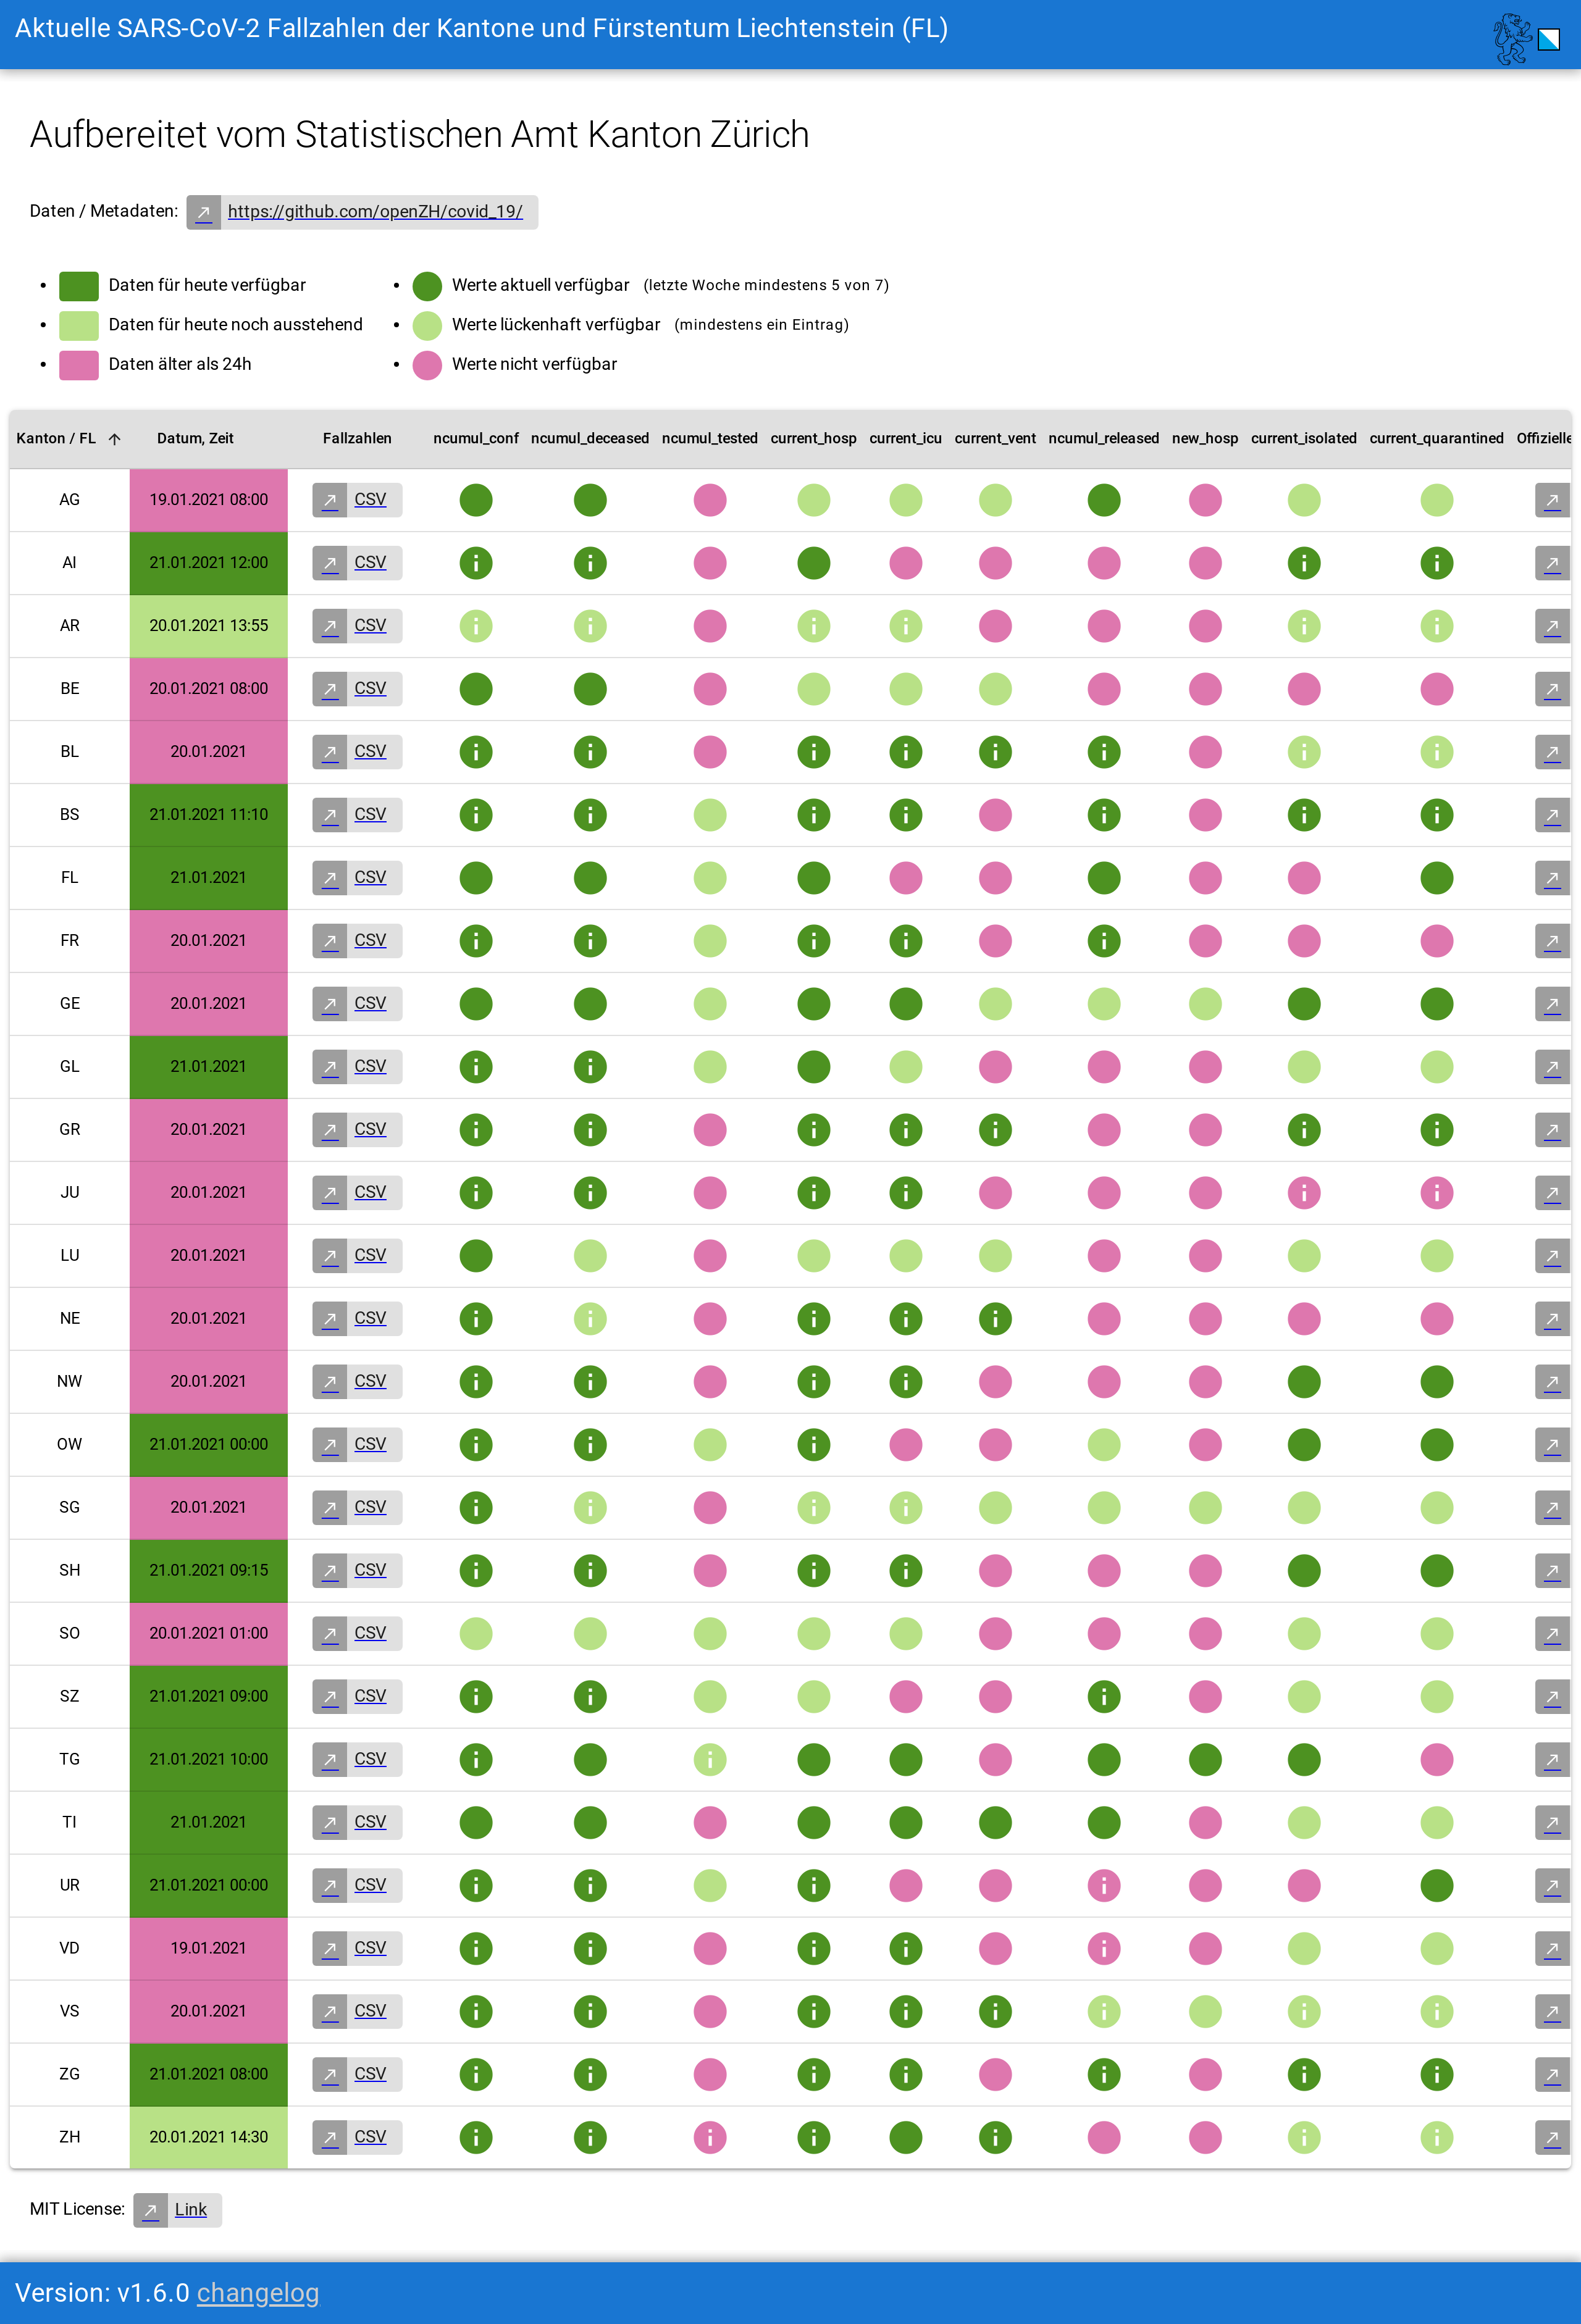 Aktuelle SARS-CoV-2 Fallzahlen der Kantone und Fürstentum Liechtenstein (FL)
Aufbereitet vom Statistischen Amt Kanton Zürich
Daten / Metadaten: https://github.com/openZH/covid_19/
Daten für heute verfügbar
Daten für heute noch ausstehend
Daten älter als 24h
Werte aktuell verfügbar (letzte Woche mindestens 5 von 7)
Werte lückenhaft verfügbar (mindestens ein Eintrag)
Werte nicht verfügbar
Kanton / FL Datum, Zeit Fallzahlen ncumul_conf ncumul_deceased ncumul_tested current_hosp current_icu current_vent ncumul_released new_hosp current_isolated current_quarantined Offizielle
AG 19.01.2021 08:00 CSV
AI 21.01.2021 12:00 CSV
AR 20.01.2021 13:55 CSV
BE 20.01.2021 08:00 CSV
BL 20.01.2021 CSV
BS 21.01.2021 11:10 CSV
FL 21.01.2021 CSV
FR 20.01.2021 CSV
GE 20.01.2021 CSV
GL 21.01.2021 CSV
GR 20.01.2021 CSV
JU 20.01.2021 CSV
LU 20.01.2021 CSV
NE 20.01.2021 CSV
NW 20.01.2021 CSV
OW 21.01.2021 00:00 CSV
SG 20.01.2021 CSV
SH 21.01.2021 09:15 CSV
SO 20.01.2021 01:00 CSV
SZ 21.01.2021 09:00 CSV
TG 21.01.2021 10:00 CSV
TI 21.01.2021 CSV
UR 21.01.2021 00:00 CSV
VD 19.01.2021 CSV
VS 20.01.2021 CSV
ZG 21.01.2021 08:00 CSV
ZH 20.01.2021 14:30 CSV
MIT License: Link
Version: v1.6.0 changelog